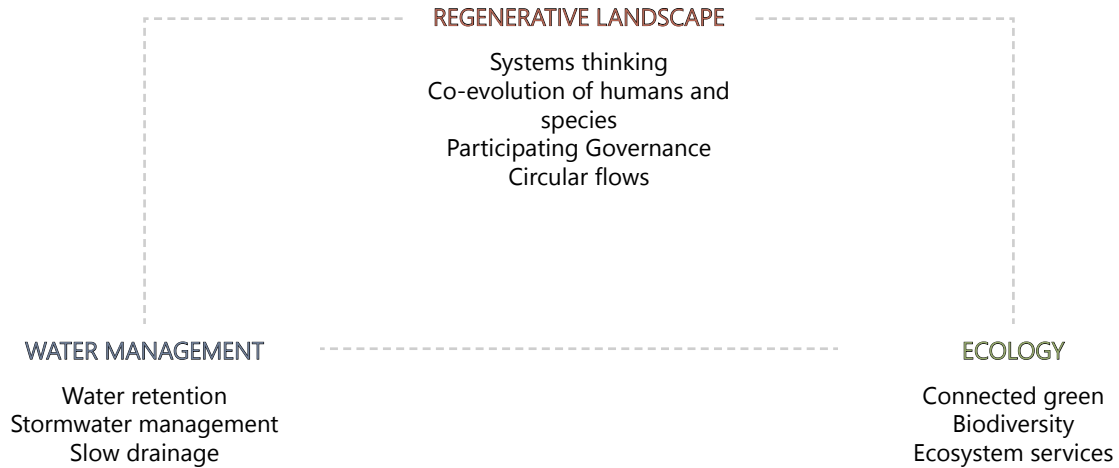 REGENERATIVE LANDSCAPE
Systems thinking
Co-evolution of humans and
species
Participating Governance
Circular flows
WATER MANAGEMENT
Water retention
Stormwater management
Slow drainage
ECOLOGY
Connected green
Biodiversity
Ecosystem services